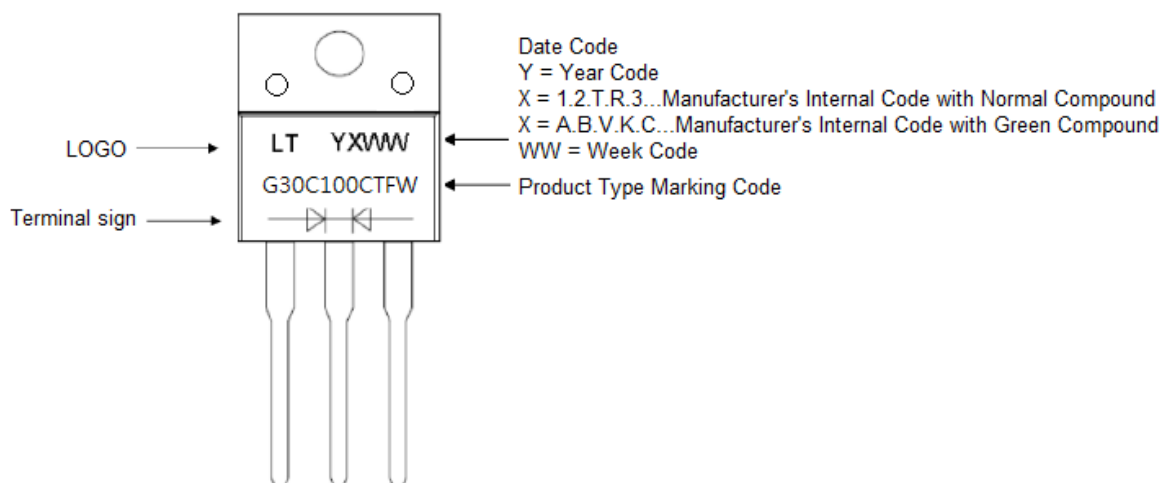 Date Code
Y = Year Code
X = 1.2.T.R.3...Manufacturer's Internal Code with Normal Compound
X = A.B.V.K.C...Manufacturer's Internal Code with Green Compound
WW = Week Code
LOGO
LT YXWW
G30C100CTFW
Product Type Marking Code
Terminal sign